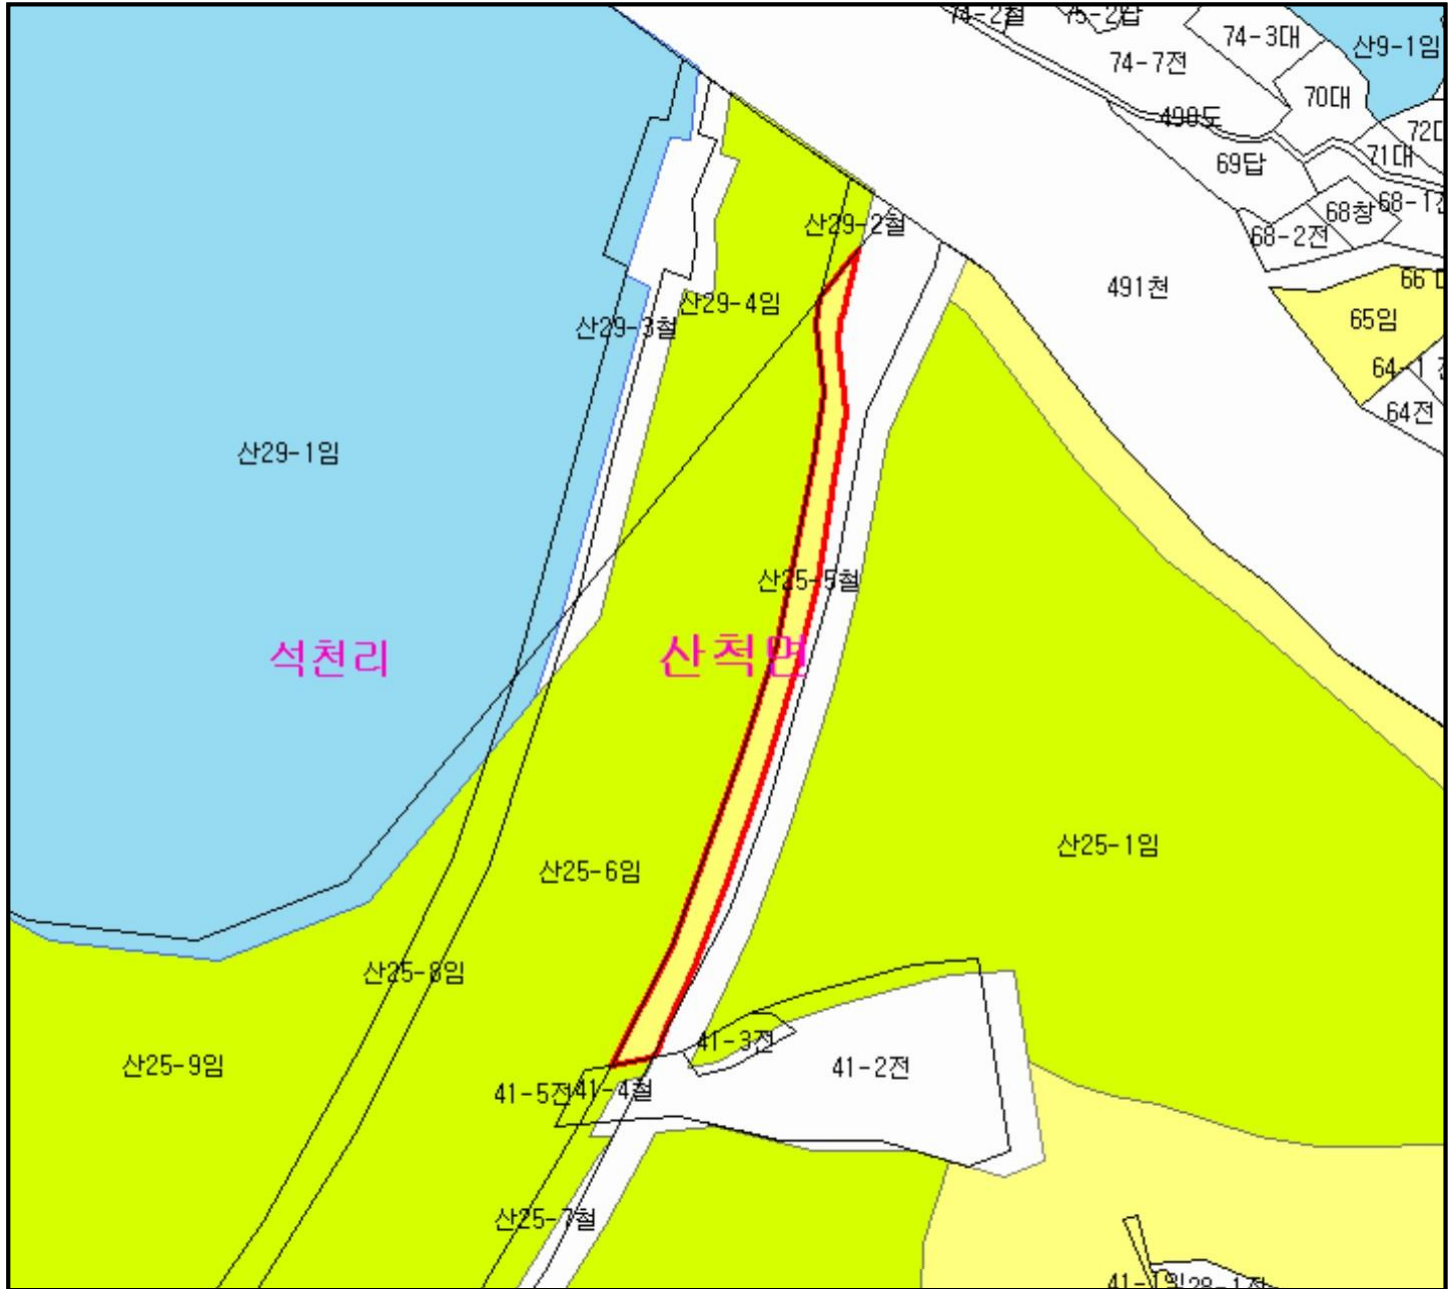 74-2철
75-2답
74-3대
산9-1임
74-7전
70대
490도
72대
71대
69답
68창
68-1전
68-2전
산29-2철
491천
66
65임
산29-4임
산29-3철
64-1
64전
산29-1임
산25-5철
석천리
산척면
산25-1임
산25-6임
산25-8임
41-3전
산25-9임
41-2전
41-5전
41-4철
산25-7철
28-1전